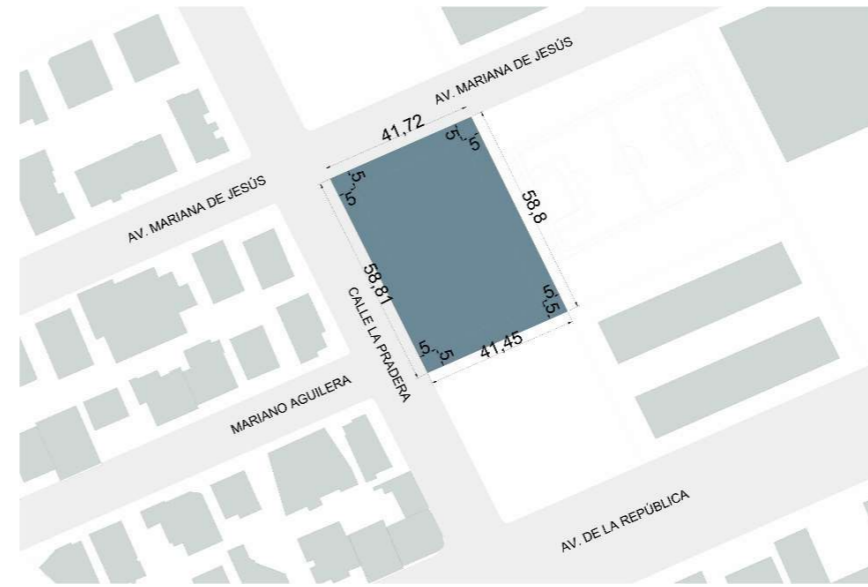 AV. MARIANA DE JESÚS
41,72
5
5
5
5
AV. MARIANA DE JESÚS
58,8
58,81
CALLE LA PRADERA
5
5
5
5
41,45
MARIANO AGUILERA
AV. DE LA REPÚBLICA